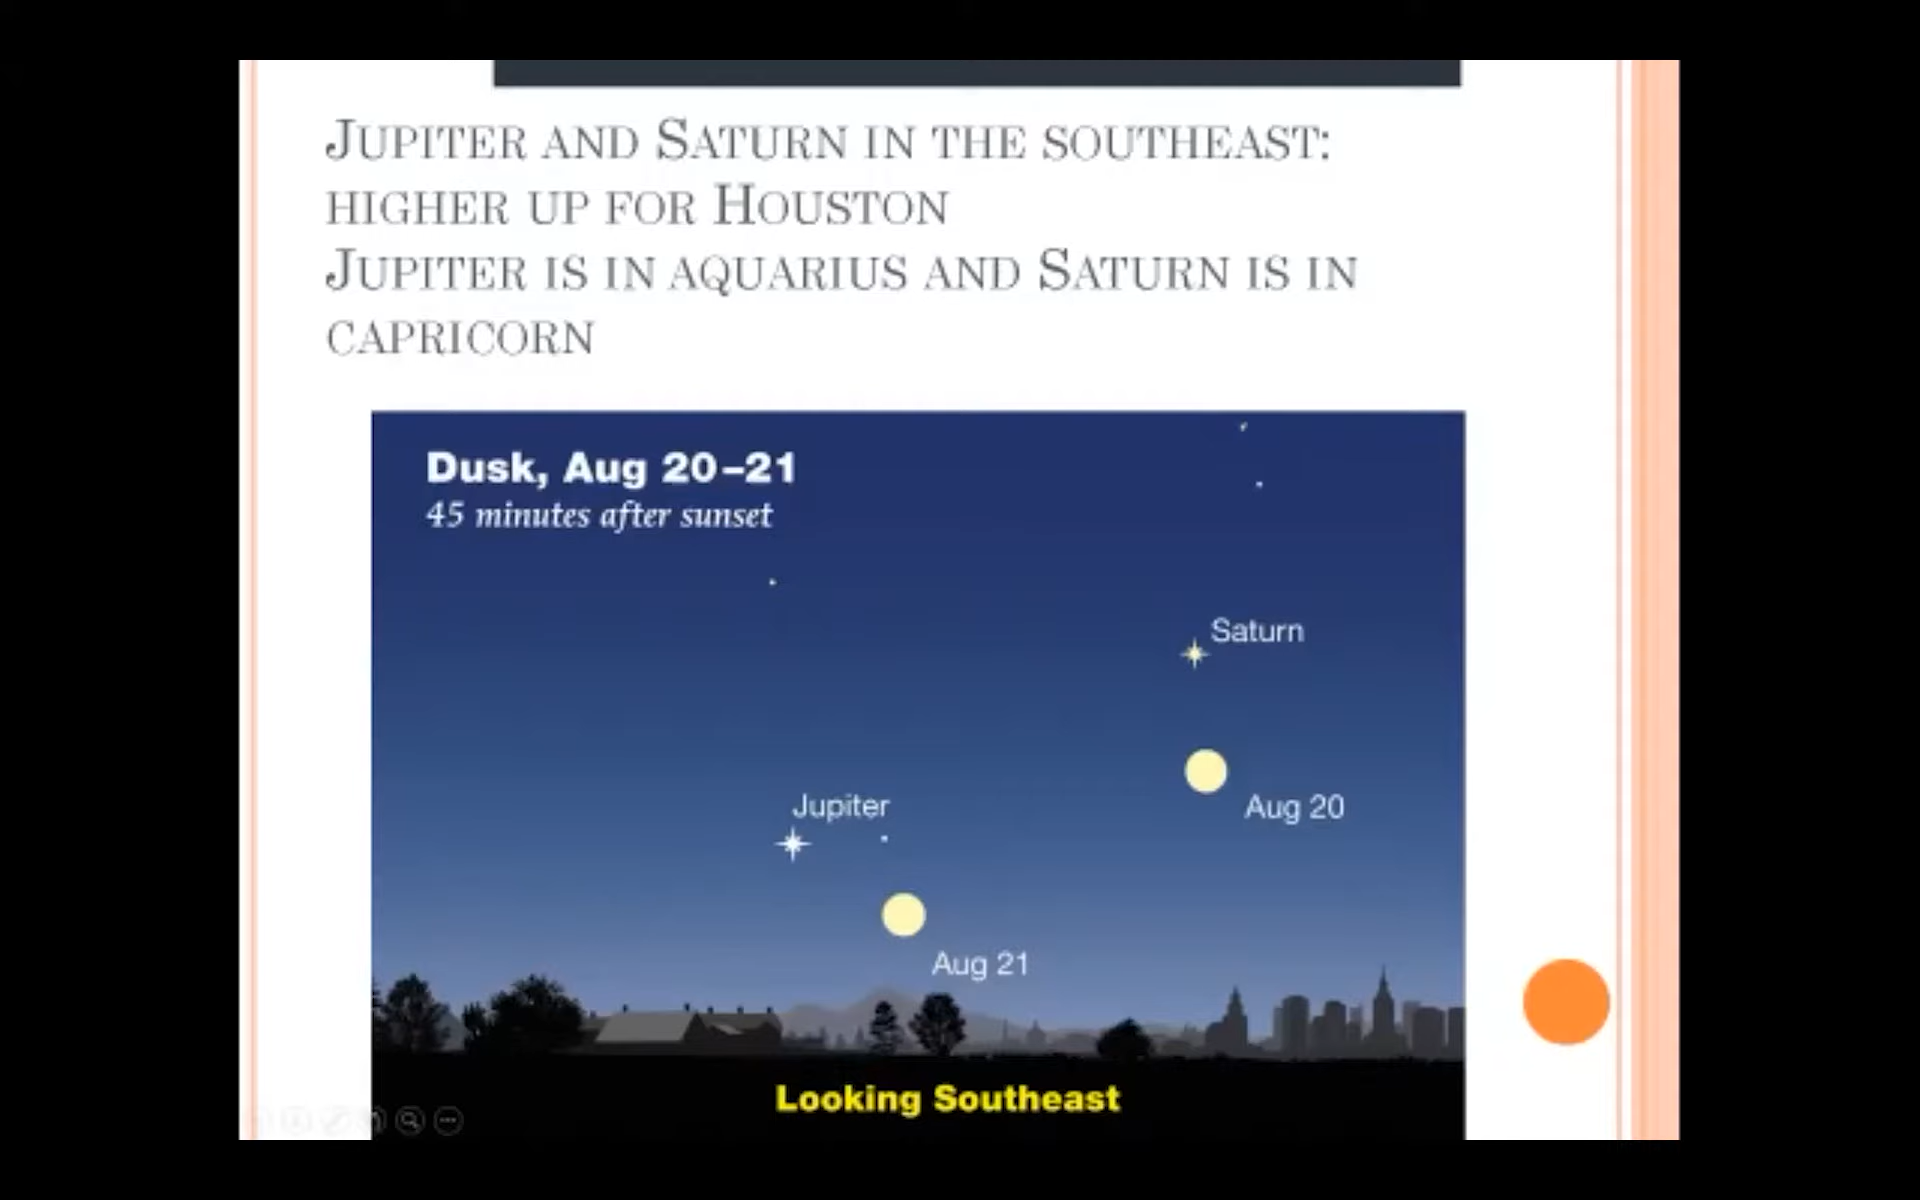 JUPITER AND SATURN IN THE SOUTHEAST:
HIGHER UP FOR HOUSTON
JUPITER IS IN AQUARIUS AND SATURN IS IN
CAPRICORN
Dusk, Aug 20–21
45 minutes after sunset
Saturn
Jupiter
Aug 20
Aug 21
Looking Southeast